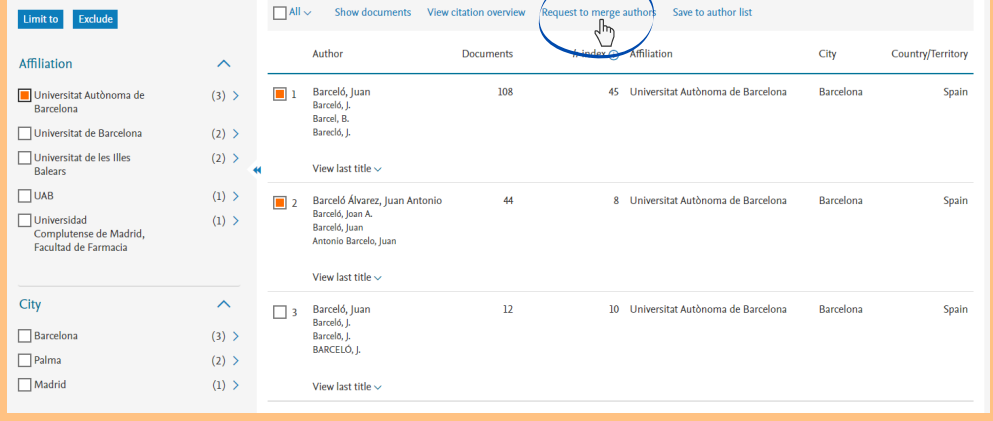 Limit to Exclude
All Show documents View citation overview Request to merge authors Save to author list
Author Documents h-index Affiliation City Country/Territory
Affiliation
Universitat Autònoma de
Barcelona
(3)
Universitat de Barcelona (2)
Universitat de les Illes
Balears
(2)
UAB (1)
Universidad
Complutense de Madrid,
Facultad de Farmacia
(1)
City
Barcelona (3)
Palma (2)
Madrid (1)
1 Barceló, Juan 108 45 Universitat Autònoma de Barcelona Barcelona Spain
Barceló, J.
Barcel, B.
Barecló, J.
View last title
2 Barceló Álvarez, Juan Antonio 44 8 Universitat Autònoma de Barcelona Barcelona Spain
Barceló, Joan A.
Barceló, Juan
Antonio Barcelo, Juan
View last title
3 Barceló, Juan 12 10 Universitat Autònoma de Barcelona Barcelona Spain
Barceló, J.
Barcelō, J.
BARCELÓ, J.
View last title